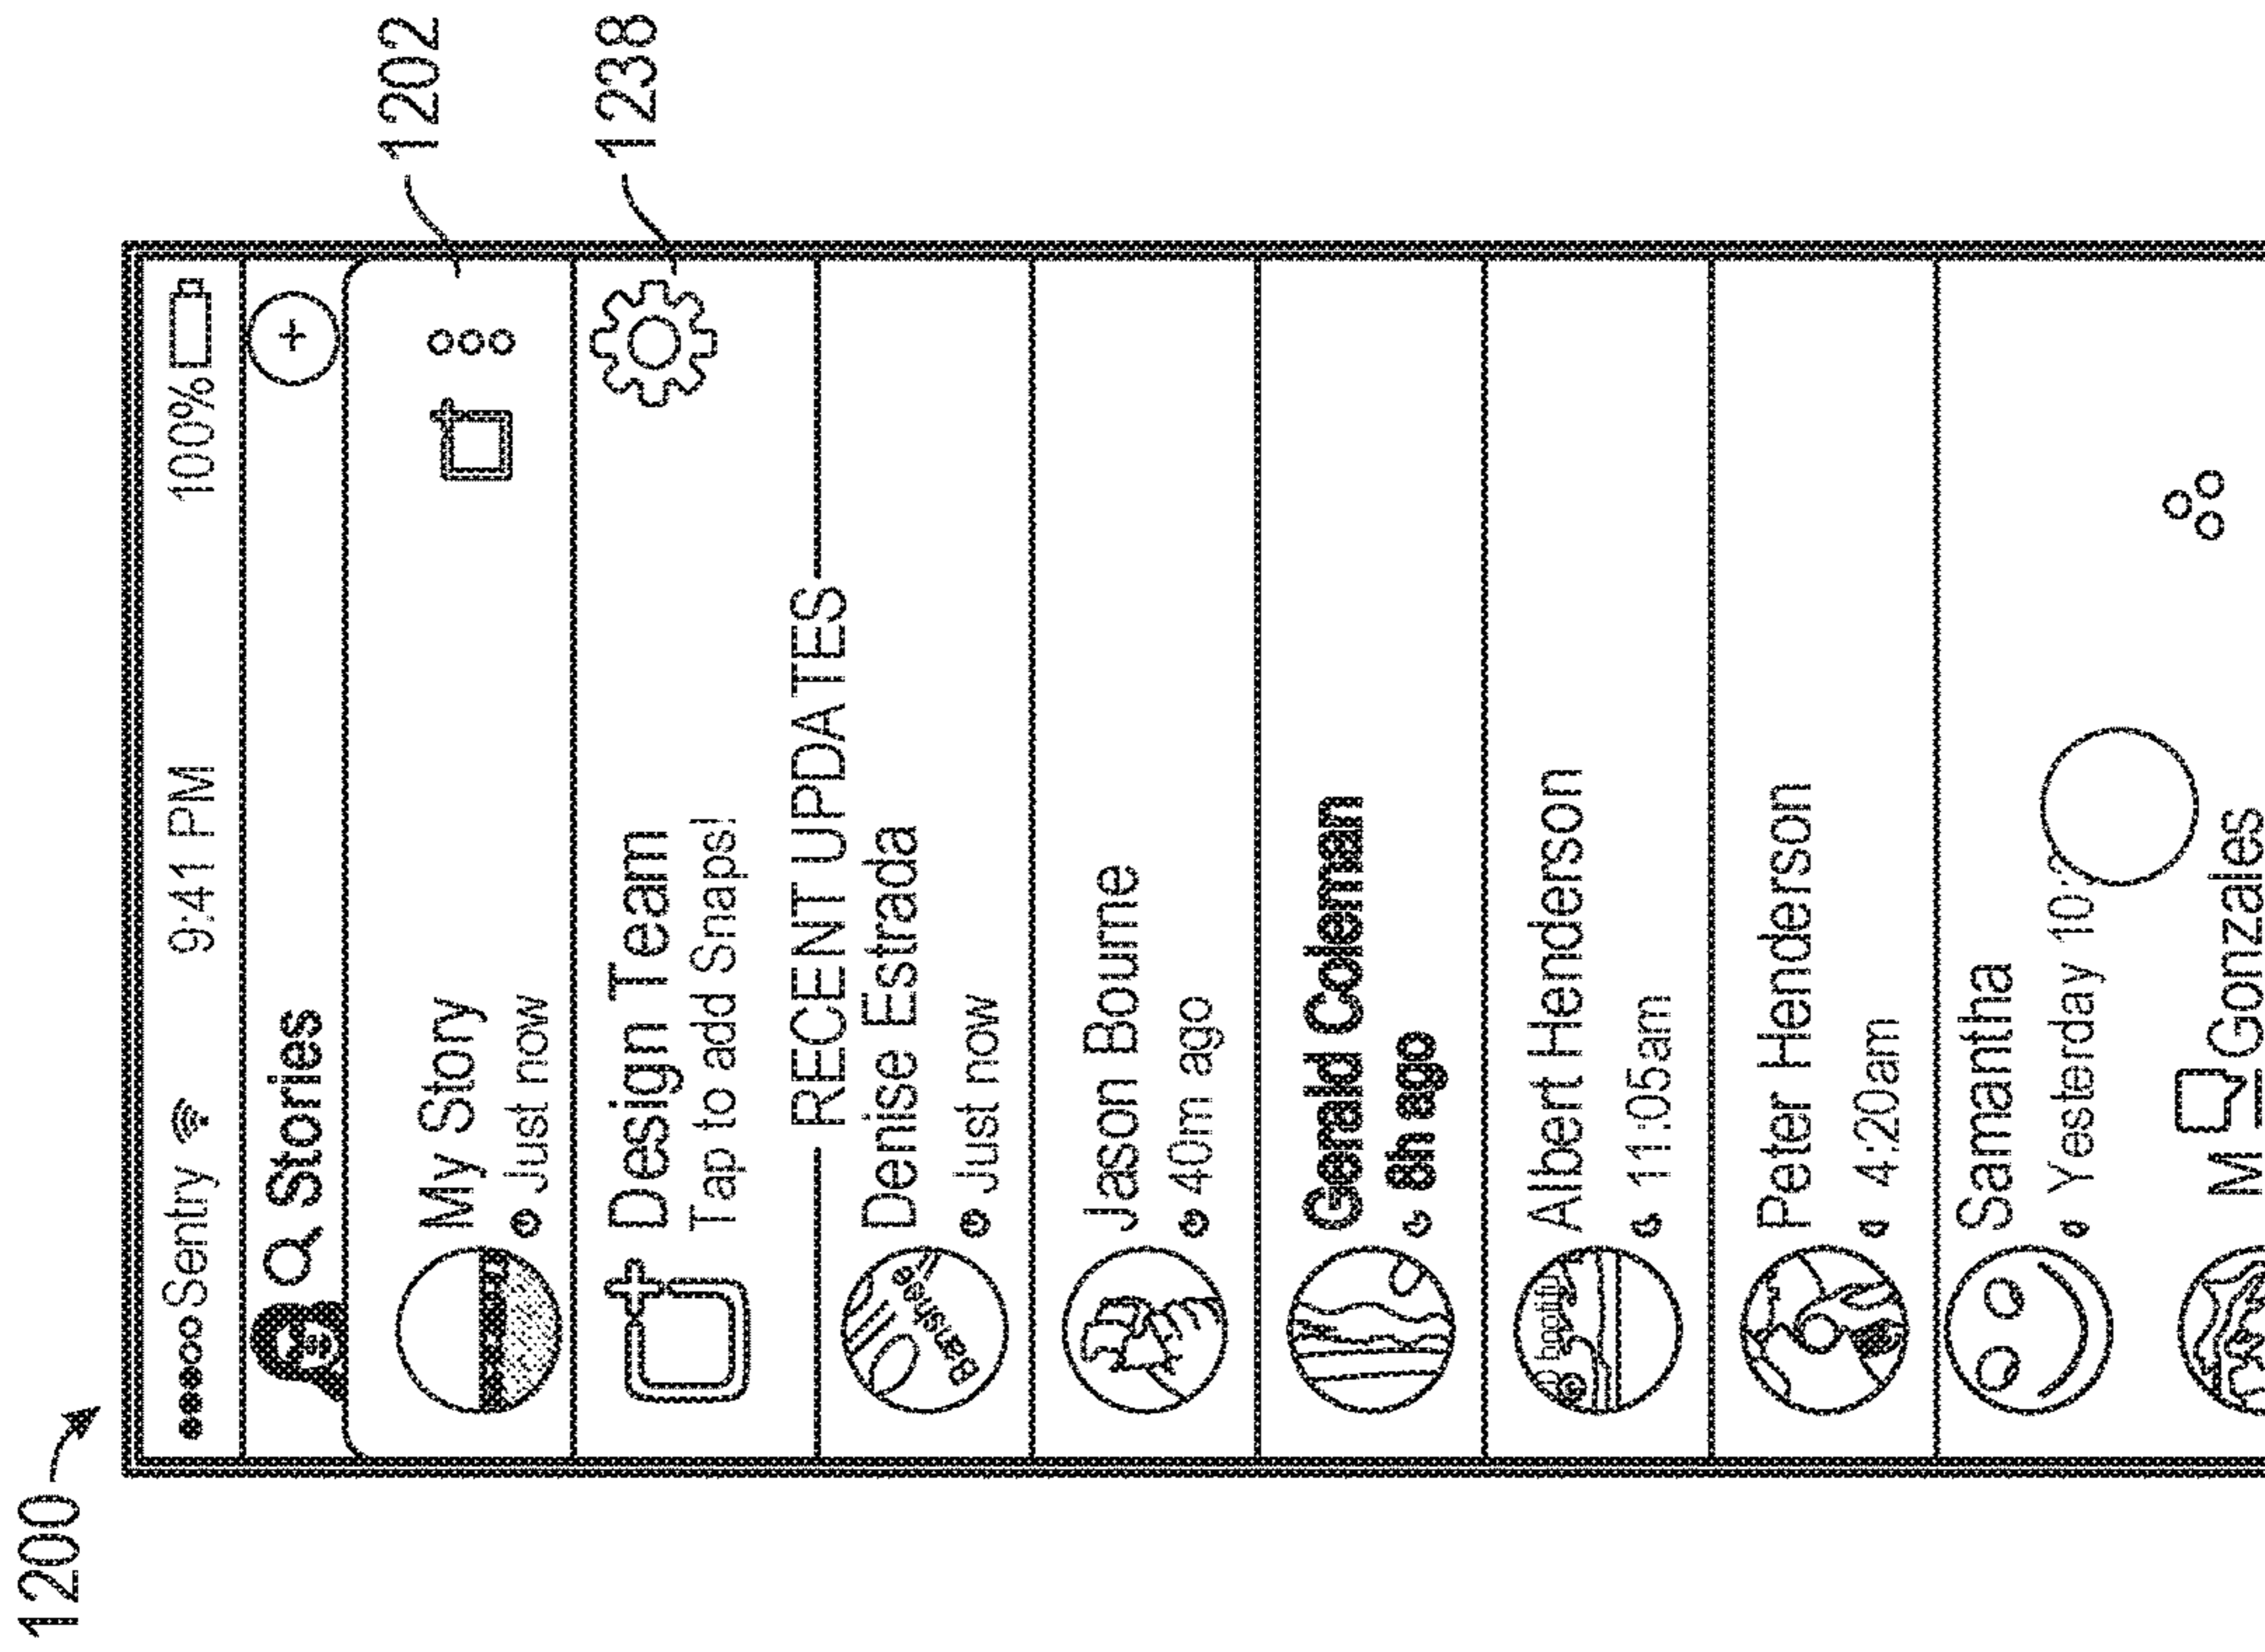 1200
Sentry 9:41 PM 100%
Stories +
My Story
Just now
1202
Design Team
Tap to add Snaps!
1238
RECENT UPDATES
Denise Estrada
Just now
Banshee
Jason Bourne
40m ago
Gerald Coleman
8h ago
Albert Henderson
11:05am
Peter Henderson
4:20am
Samantha
Yesterday 10:
M Gonzales